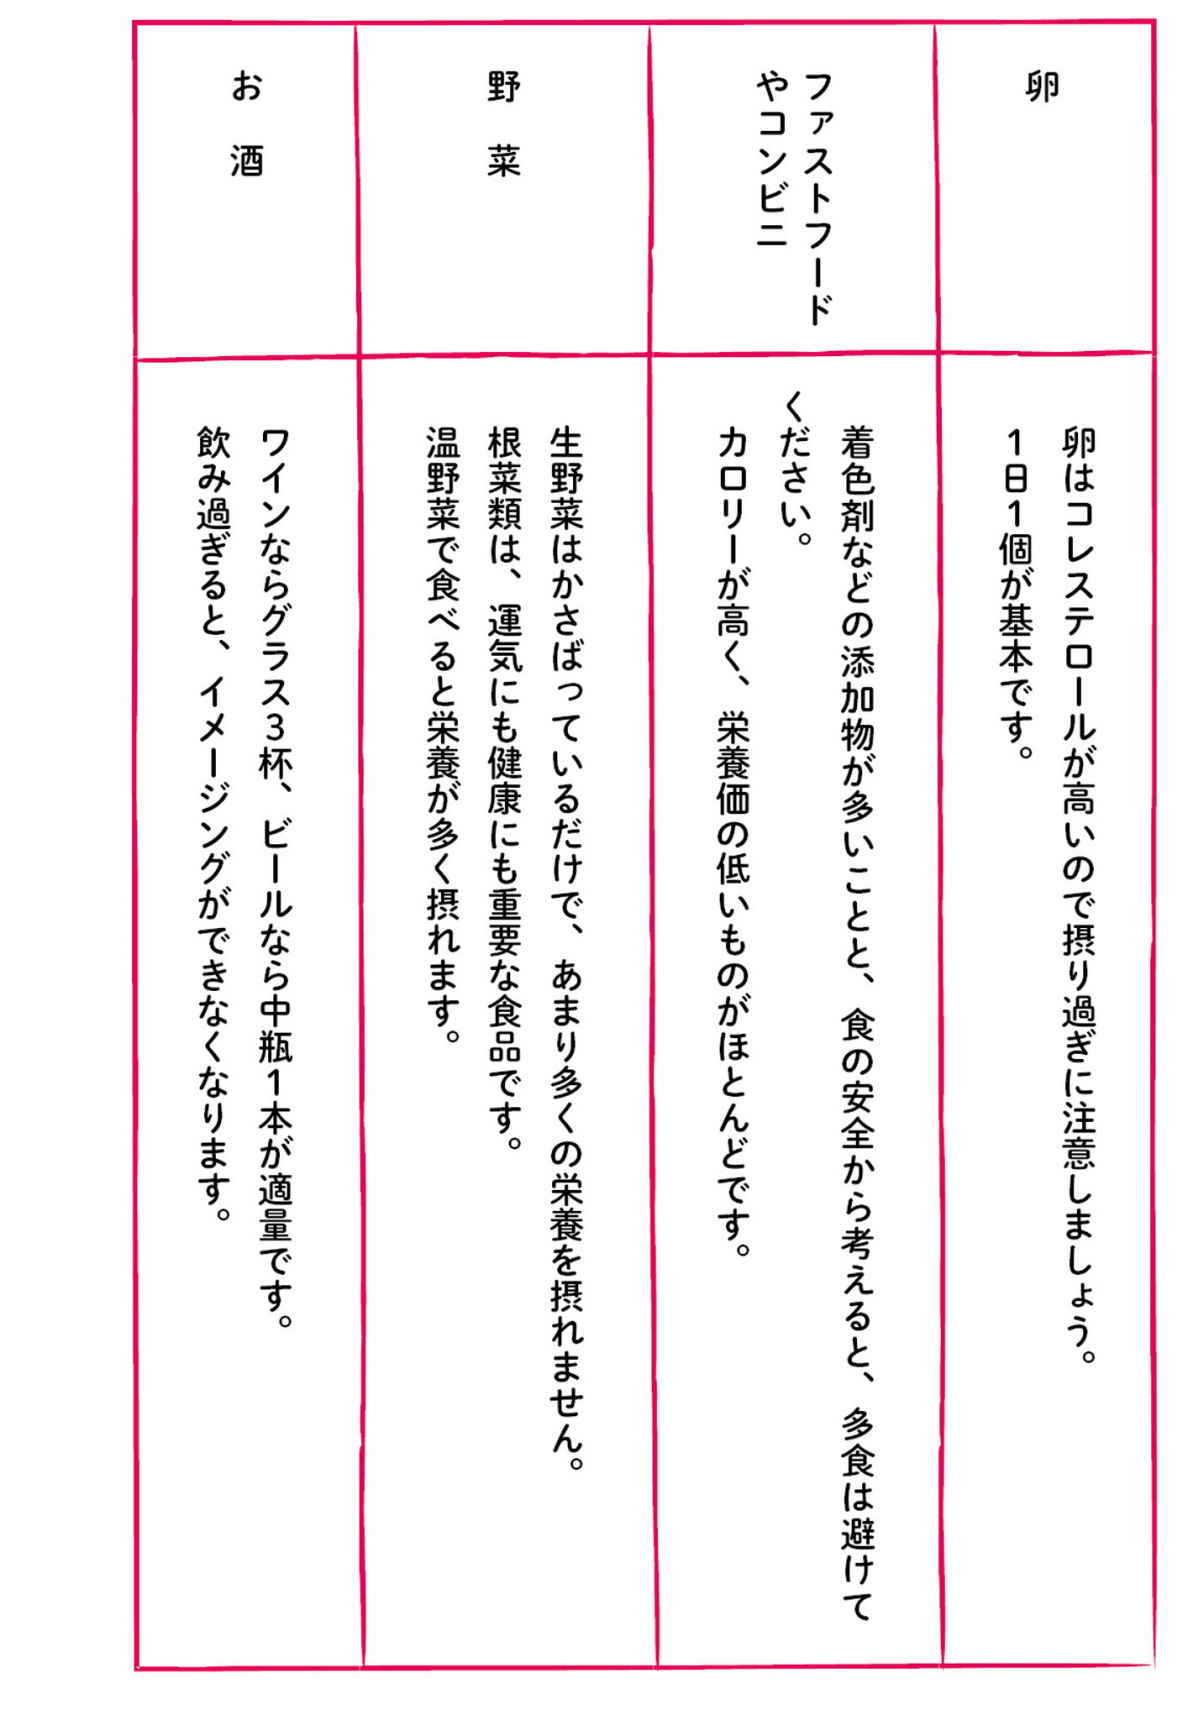 卵
卵はコレステロールが高いので摂り過ぎに注意しましょう。
1日1個が基本です。
ファストフード
やコンビニ
着色剤などの添加物が多いことと、食の安全から考えると、多食は避けて
ください。
カロリーが高く、栄養価の低いものがほとんどです。
野菜
生野菜はかさばっているだけで、あまり多くの栄養を摂れません。
根菜類は、運気にも健康にも重要な食品です。
温野菜で食べると栄養が多く摂れます。
お酒
ワインならグラス3杯、ビールなら中瓶1本が適量です。
飲み過ぎると、イメージングができなくなります。